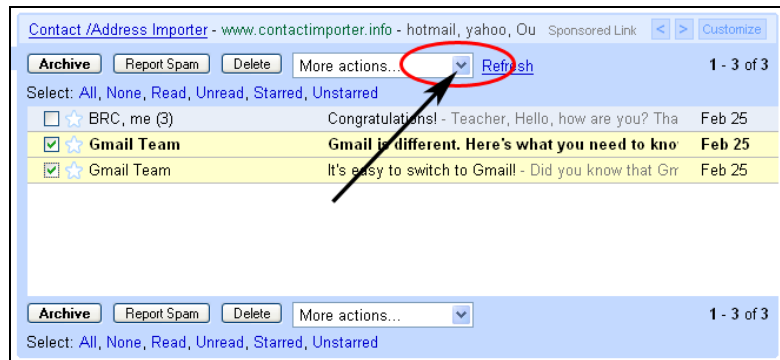 Contact /Address Importer - www.contactimporter.info - hotmail, yahoo, Ou Sponsored Link < > Customize
Archive Report Spam Delete More actions... Refresh 1 - 3 of 3
Select: All, None, Read, Unread, Starred, Unstarred
BRC, me (3) Congratulations! - Teacher, Hello, how are you? Tha Feb 25
Gmail Team Gmail is different. Here's what you need to kno Feb 25
Gmail Team It's easy to switch to Gmail! - Did you know that Gm Feb 25
Archive Report Spam Delete More actions... 1 - 3 of 3
Select: All, None, Read, Unread, Starred, Unstarred